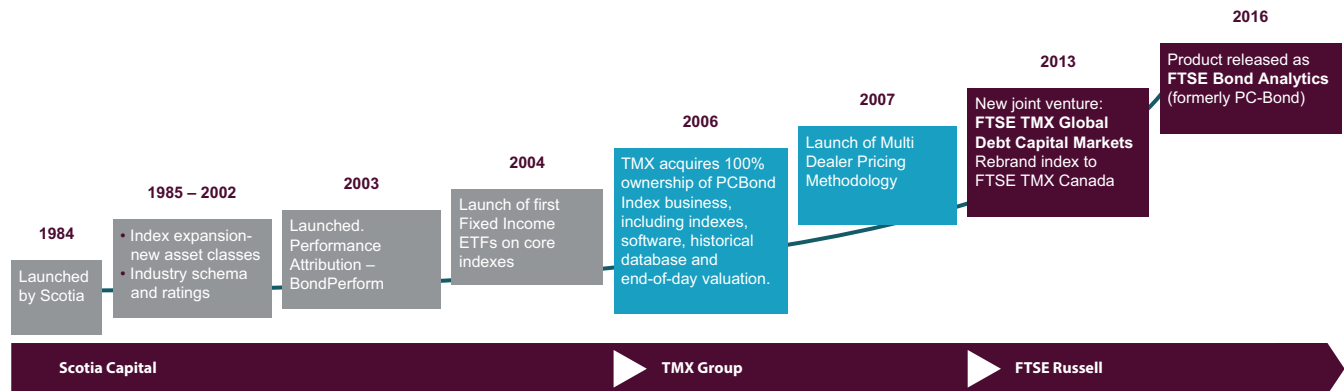 1984
Launched
by Scotia
1985 – 2002
• Index expansion-
new asset classes
• Industry schema
and ratings
2003
Launched.
Performance
Attribution –
BondPerform
2004
Launch of first
Fixed Income
ETFs on core
indexes
2006
TMX acquires 100%
ownership of PCBond
Index business,
including indexes,
software, historical
database and
end-of-day valuation.
2007
Launch of Multi
Dealer Pricing
Methodology
2013
New joint venture:
FTSE TMX Global
Debt Capital Markets
Rebrand index to
FTSE TMX Canada
2016
Product released as
FTSE Bond Analytics
(formerly PC-Bond)
Scotia Capital
TMX Group
FTSE Russell